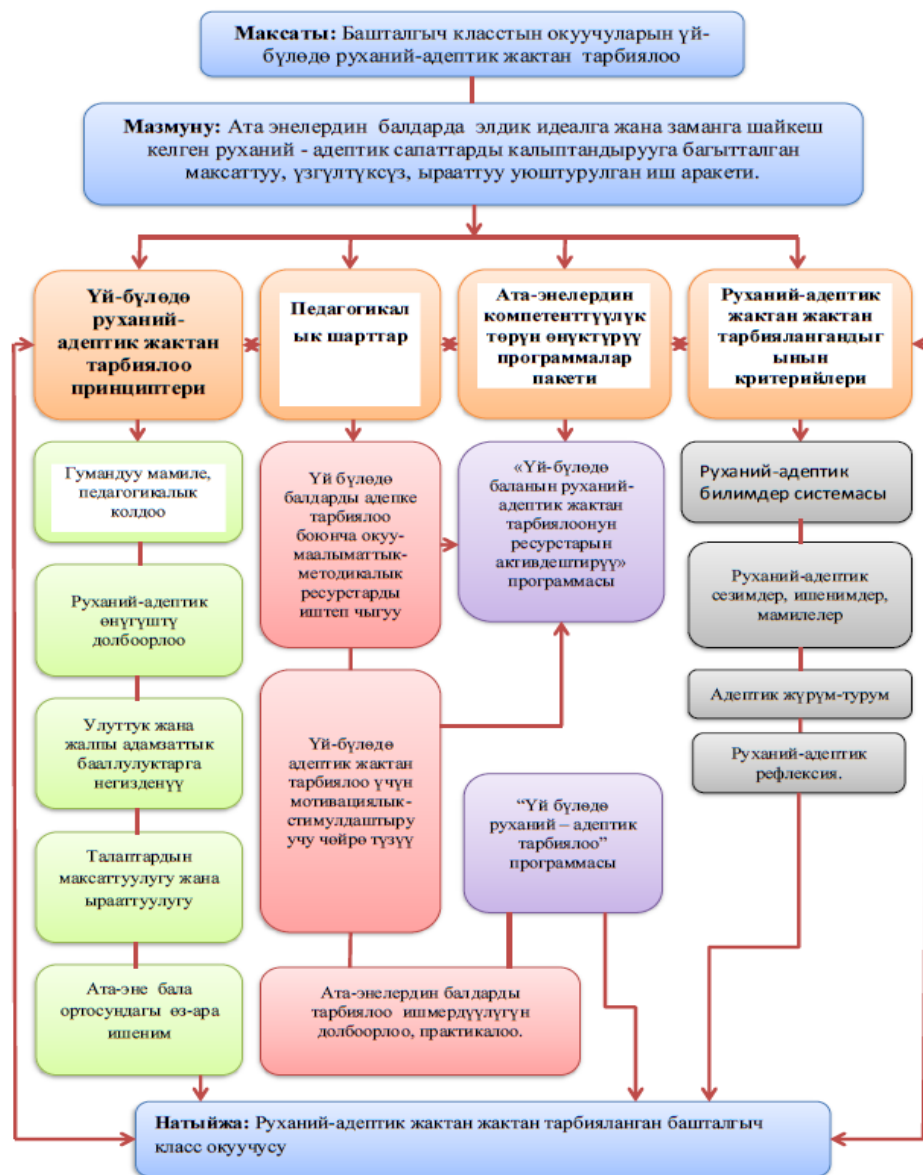 Максаты: Башталгыч класстын окуучуларын үй-
бүлөдө руханий-адептик жактан  тарбиялоо
Мазмуну: Ата энелердин  балдарда элдик идеалга жана заманга шайкеш
келген руханий - адептик сапаттарды калыптандырууга багытталган
максаттуу, үзгүлтүксүз, ырааттуу уюштурулган иш аракети.
Үй-бүлөдө
руханий-
адептик жактан
тарбиялоо
принциптери
Педагогикал
ык шарттар
Ата-энелердин
компетенттүүлүк
төрүн өнүктүрүү
программалар
пакети
Руханий-адептик
жактан жактан
тарбиялангандыг
ынын
критерийлери
Гумандуу мамиле,
педагогикалык
колдоо
Руханий-адептик
өнүгүштү
долбоорлоо
Улуттук жана
жалпы адамзаттык
бааллулуктарга
негизденүү
Талаптардын
максаттуулугу жана
ырааттуулугу
Ата-эне  бала
ортосундагы өз-ара
ишеним
Үй бүлөдө
балдарды адепке
тарбиялоо
боюнча окуу-
маалыматтык-
методикалык
ресурстарды
иштеп чыгуу
Үй-бүлөдө
адептик жактан
тарбиялоо үчүн
мотивациялык-
стимулдаштыру
учу чөйрө түзүү
Ата-энелердин балдарды
тарбиялоо ишмердүүлүгүн
долбоорлоо, практикалоо.
«Үй-бүлөдө
баланын руханий-
адептик жактан
тарбиялоонун
ресурстарын
активдештирүү»
программасы
“Үй бүлөдө
руханий – адептик
тарбиялоо”
программасы
Руханий-адептик
билимдер системасы
Руханий-адептик
сезимдер, ишенимдер,
мамилелер
Адептик жүрүм-турум
Руханий-адептик
рефлексия.
Натыйжа: Руханий-адептик жактан жактан тарбияланган башталгыч
класс окуучусу